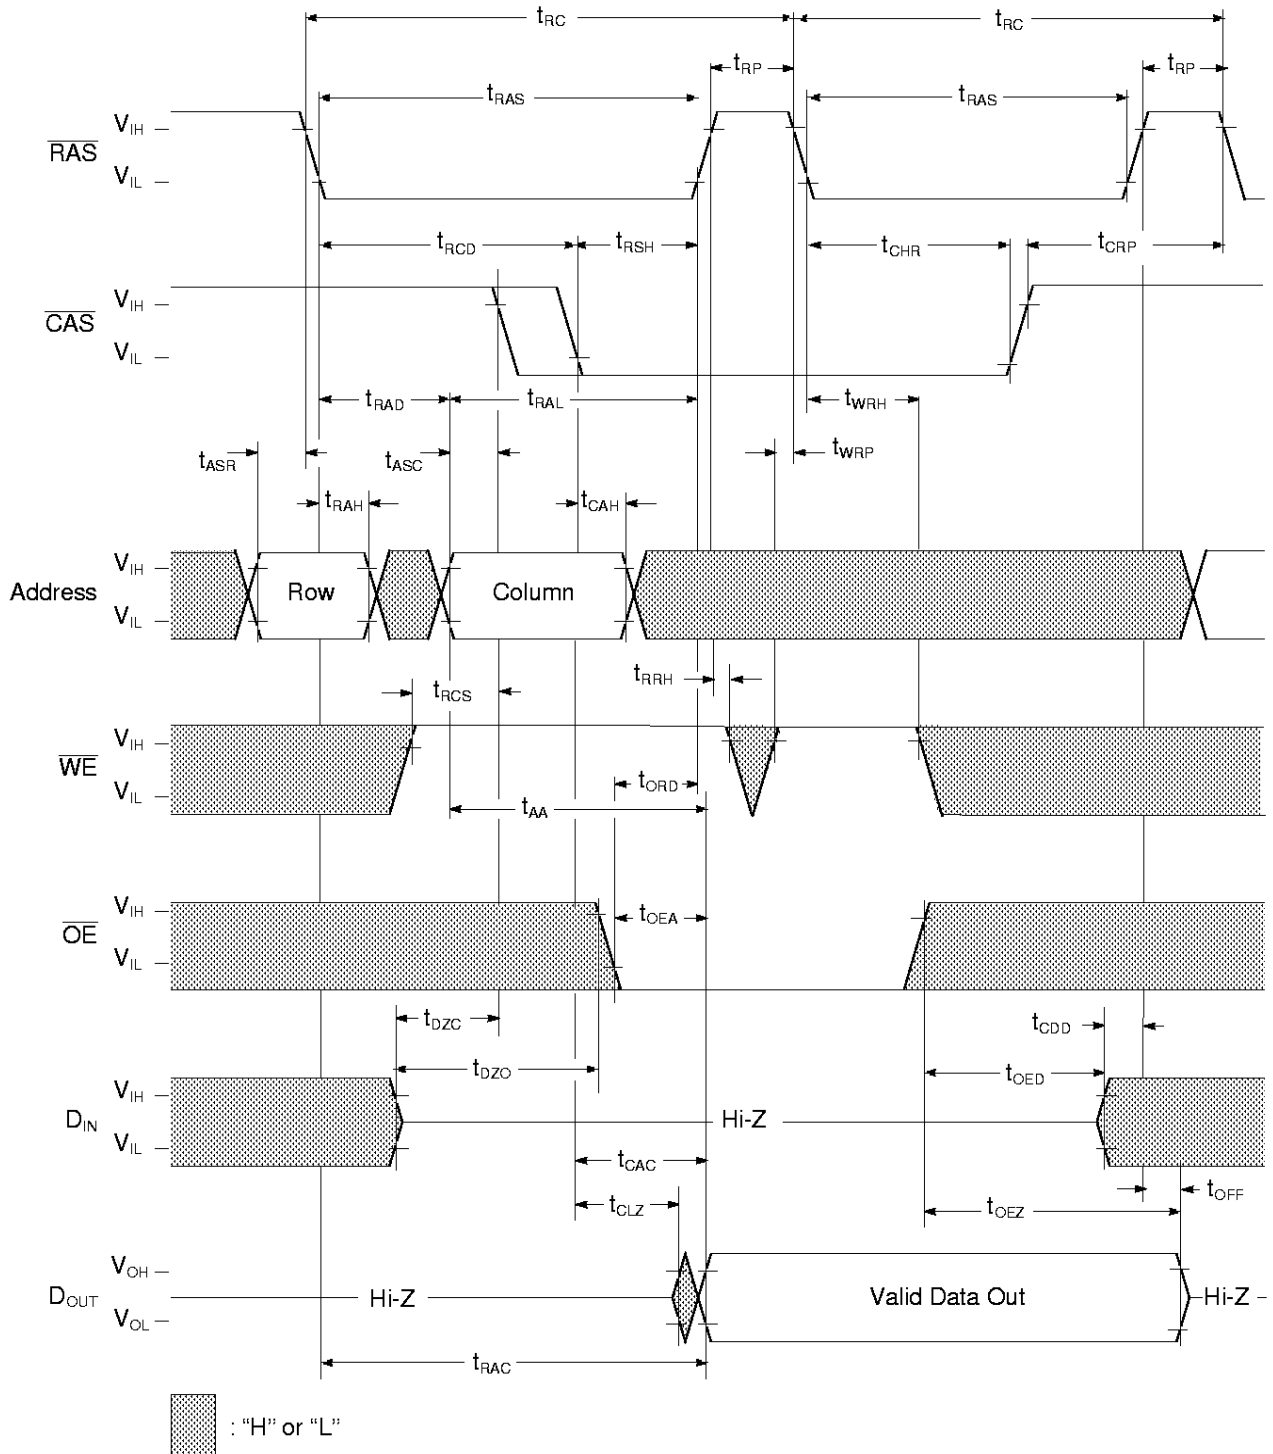 tRC tRC
tRP tRP
tRAS tRAS
VIH
RAS
VIL
tRCD tRSH tCHR tCRP
VIH
CAS
VIL
tRAD tRAL tWRH
tASR tASC tWRP
tRAH tCAH
VIH
Address Row Column
VIL
tRCS tRRH
VIH
WE
VIL
tORD
tAA
VIH
OE tOEA
VIL
tDZC tCDD
tDZO tOED
VIH
DIN Hi-Z
VIL
tCAC
tCLZ tOEZ tOFF
VOH
DOUT Hi-Z Valid Data Out Hi-Z
VOL
tRAC
: “H” or “L”